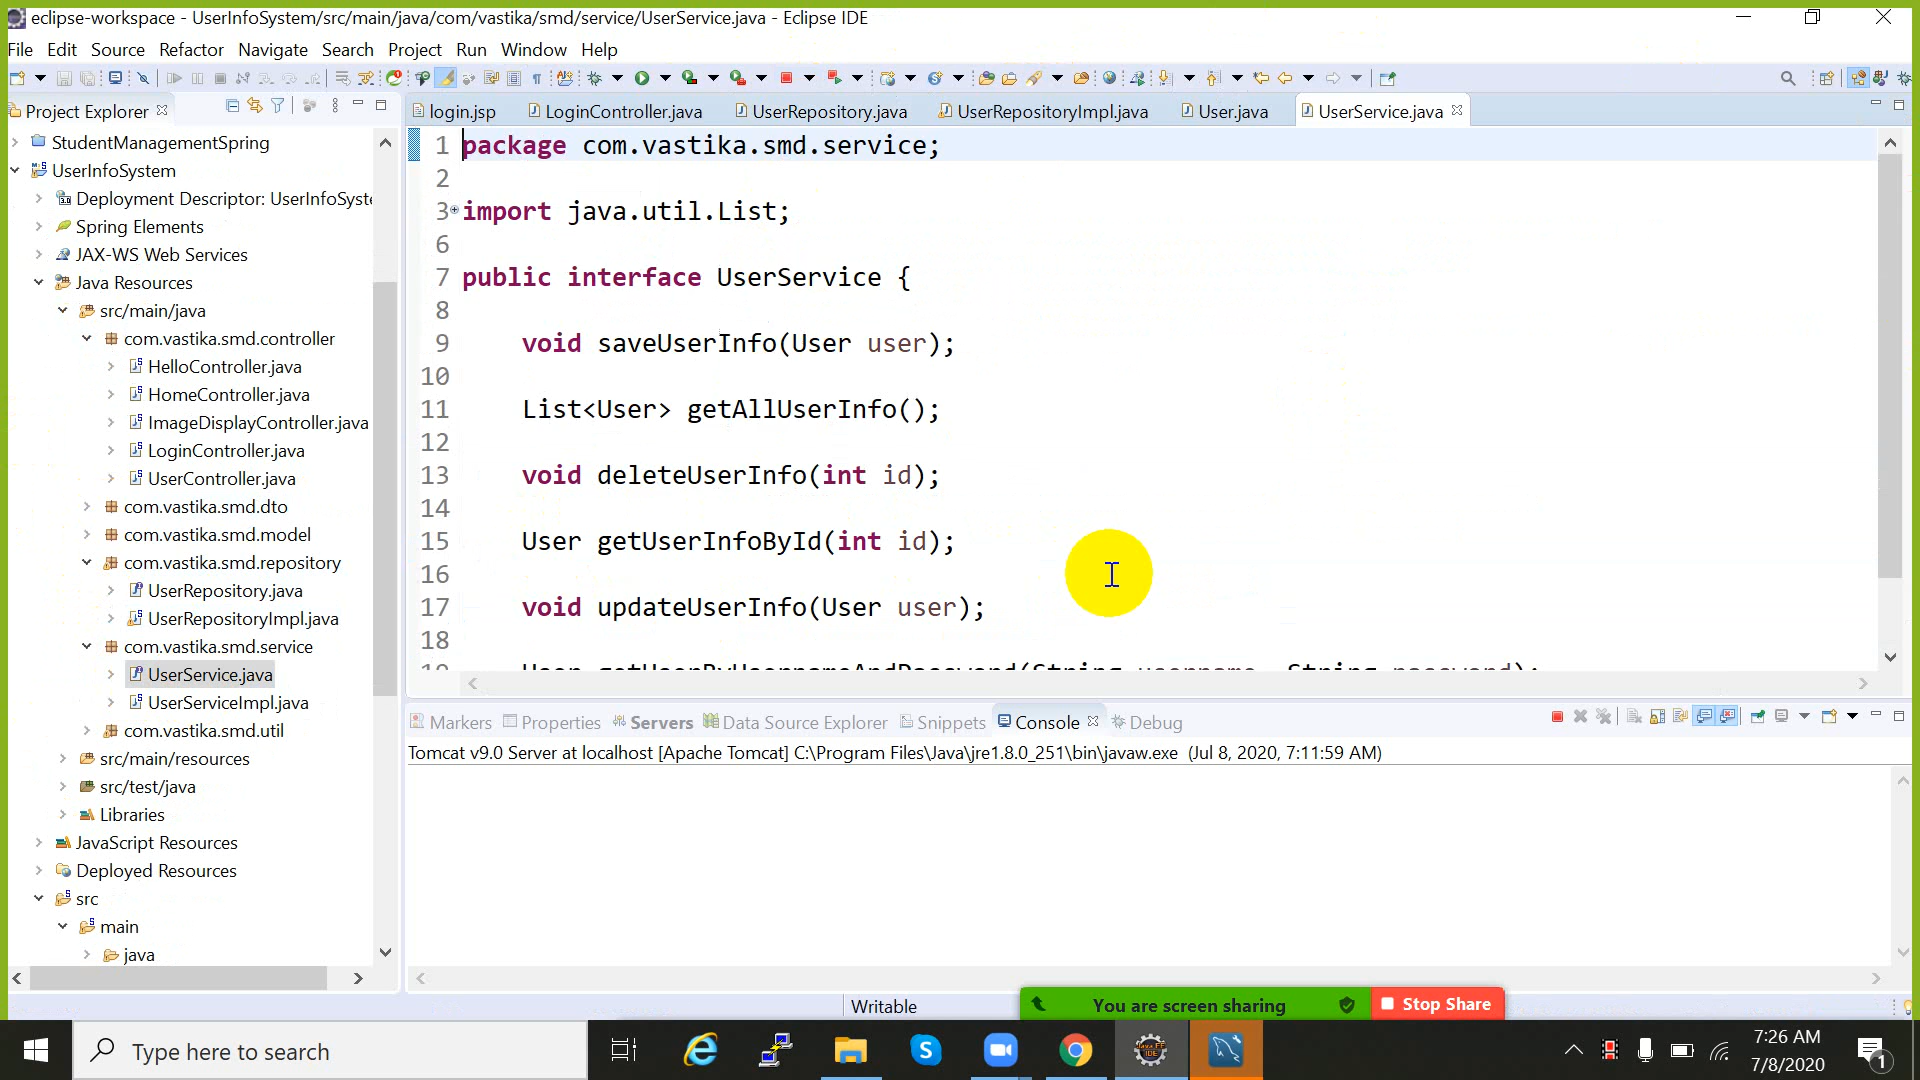 eclipse-workspace - UserInfoSystem/src/main/java/com/vastika/smd/service/UserService.java - Eclipse IDE
File Edit Source Refactor Navigate Search Project Run Window Help
Project Explorer
StudentManagementSpring
UserInfoSystem
Deployment Descriptor: UserInfoSyste
Spring Elements
JAX-WS Web Services
Java Resources
src/main/java
com.vastika.smd.controller
HelloController.java
HomeController.java
ImageDisplayController.java
LoginController.java
UserController.java
com.vastika.smd.dto
com.vastika.smd.model
com.vastika.smd.repository
UserRepository.java
UserRepositoryImpl.java
com.vastika.smd.service
UserService.java
UserServiceImpl.java
com.vastika.smd.util
src/main/resources
src/test/java
Libraries
JavaScript Resources
Deployed Resources
src
main
java
login.jsp LoginController.java UserRepository.java UserRepositoryImpl.java User.java UserService.java
1 package com.vastika.smd.service;
2
3 import java.util.List;
6
7 public interface UserService {
8
9 void saveUserInfo(User user);
10
11 List<User> getAllUserInfo();
12
13 void deleteUserInfo(int id);
14
15 User getUserInfoById(int id);
16
17 void updateUserInfo(User user);
18
19 User getUserByUsernameAndPassword(String username, String password);
Markers Properties Servers Data Source Explorer Snippets Console Debug
Tomcat v9.0 Server at localhost [Apache Tomcat] C:\Program Files\Java\jre1.8.0_251\bin\javaw.exe (Jul 8, 2020, 7:11:59 AM)
Writable
You are screen sharing Stop Share
Type here to search
7:26 AM
7/8/2020
1